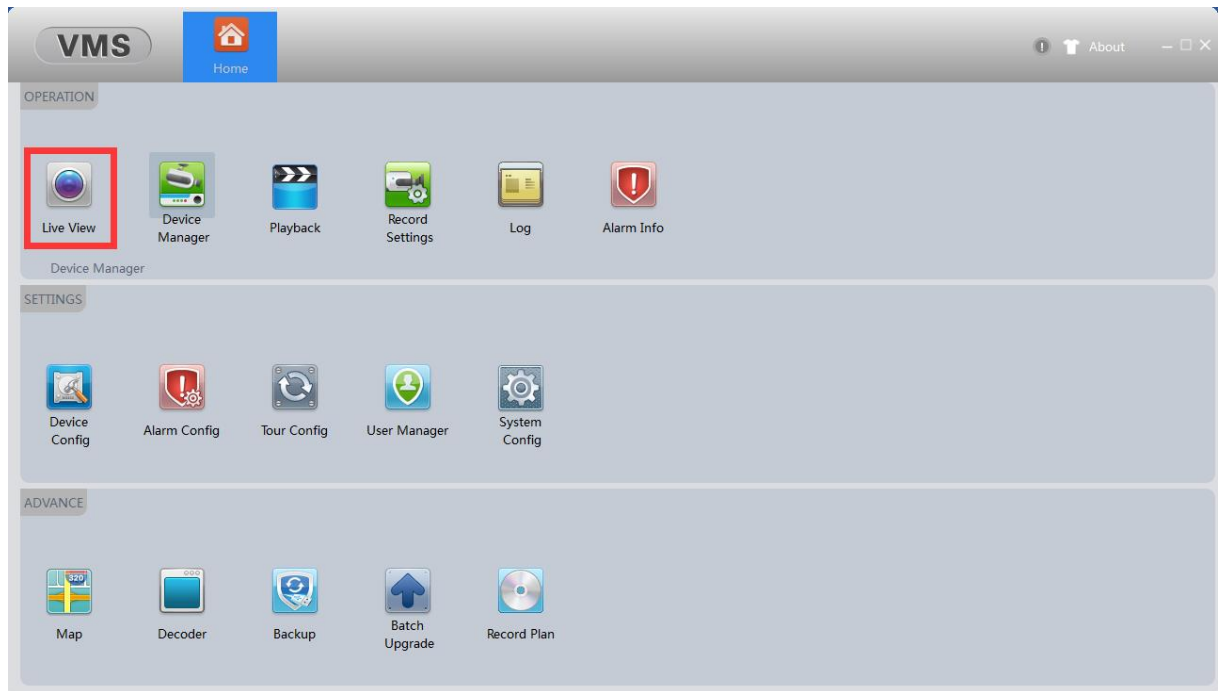 VMS
Home
About
OPERATION
Live View
Device
Manager
Playback
Record
Settings
Log
Alarm Info
Device Manager
SETTINGS
Device
Config
Alarm Config
Tour Config
User Manager
System
Config
ADVANCE
320
Map
Decoder
Backup
Batch
Upgrade
Record Plan